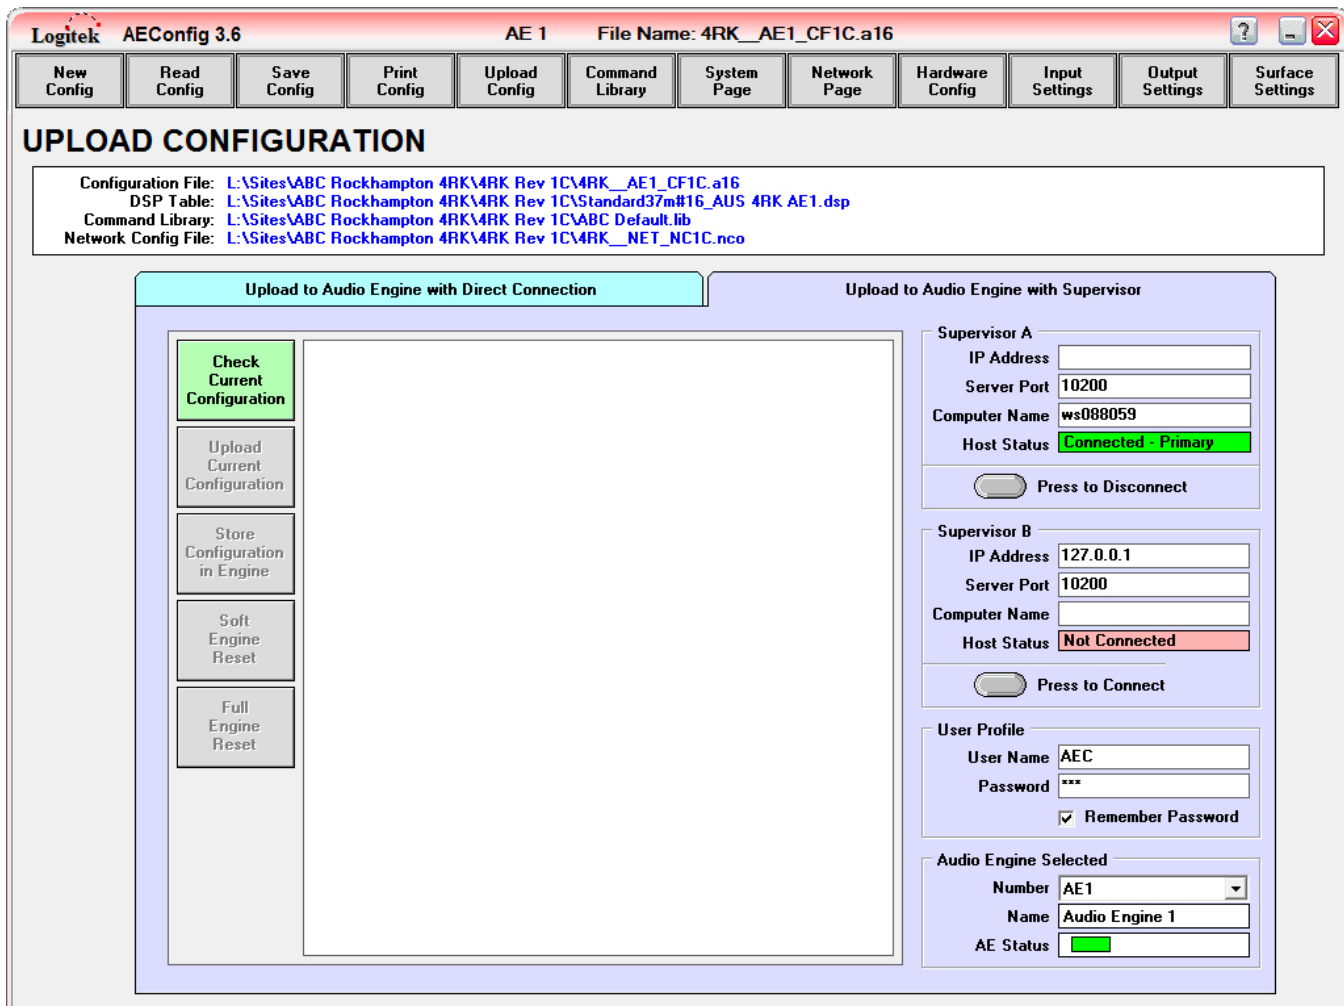 Logitek AEConfig 3.6 AE 1 File Name: 4RK__AE1_CF1C.a16 ?
New Config
Read Config
Save Config
Print Config
Upload Config
Command Library
System Page
Network Page
Hardware Config
Input Settings
Output Settings
Surface Settings
UPLOAD CONFIGURATION
Configuration File: L:\Sites\ABC Rockhampton 4RK\4RK Rev 1C\4RK__AE1_CF1C.a16
DSP Table: L:\Sites\ABC Rockhampton 4RK\4RK Rev 1C\Standard37m#16_AUS 4RK AE1.dsp
Command Library: L:\Sites\ABC Rockhampton 4RK\4RK Rev 1C\ABC Default.lib
Network Config File: L:\Sites\ABC Rockhampton 4RK\4RK Rev 1C\4RK__NET_NC1C.nco
Upload to Audio Engine with Direct Connection
Upload to Audio Engine with Supervisor
Check
Current
Configuration
Upload
Current
Configuration
Store
Configuration
in Engine
Soft
Engine
Reset
Full
Engine
Reset
Supervisor A
IP Address
Server Port 10200
Computer Name ws088059
Host Status Connected - Primary
Press to Disconnect
Supervisor B
IP Address 127.0.0.1
Server Port 10200
Computer Name
Host Status Not Connected
Press to Connect
User Profile
User Name AEC
Password ***
Remember Password
Audio Engine Selected
Number AE1
Name Audio Engine 1
AE Status